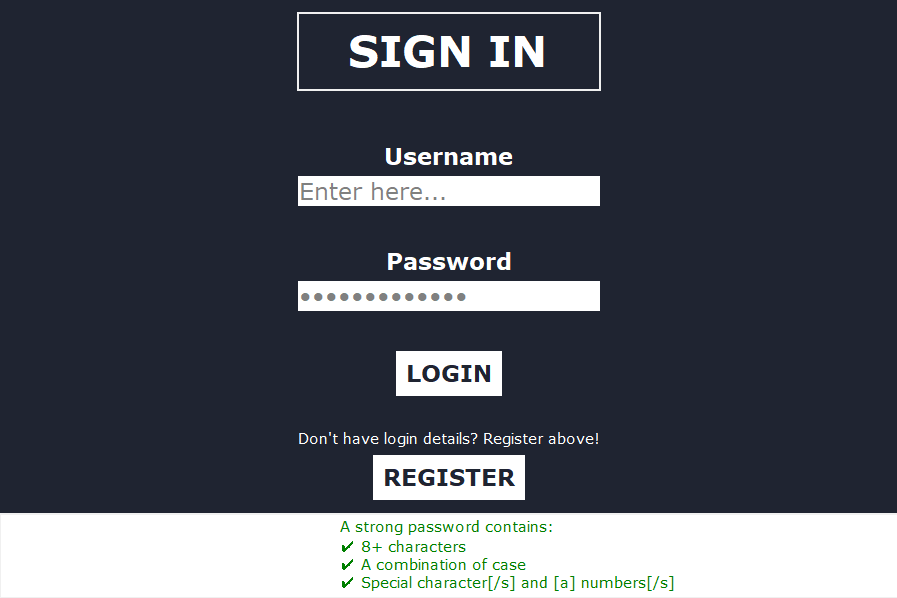 SIGN IN
Username
Enter here...
Password
•••••••••••••
LOGIN
Don't have login details? Register above!
REGISTER
A strong password contains:
✔ 8+ characters
✔ A combination of case
✔ Special character[/s] and [a] numbers[/s]